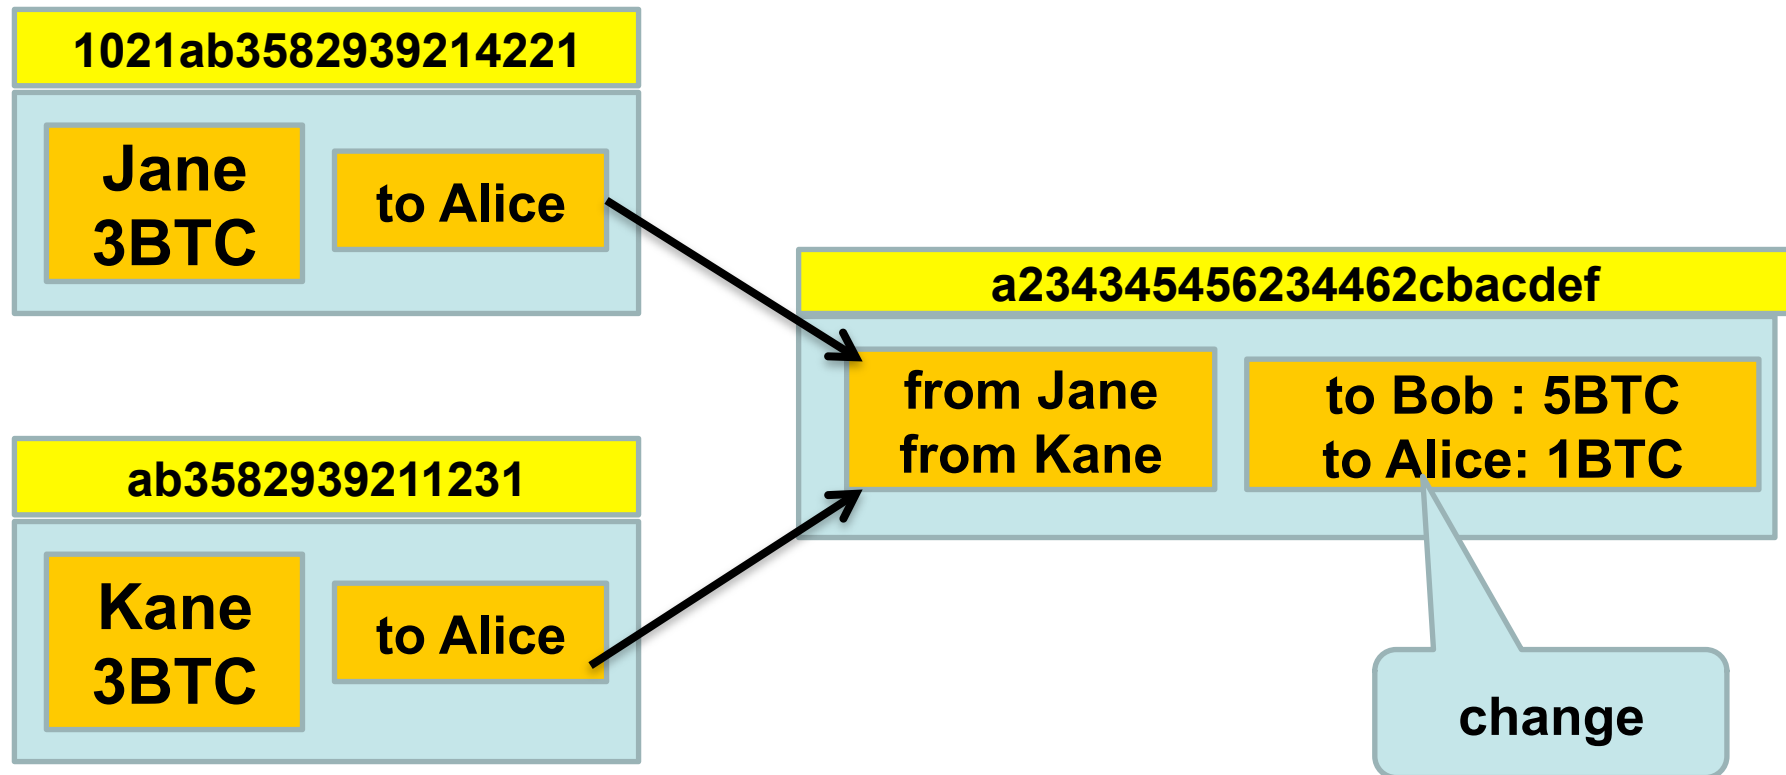 1021ab3582939214221
Jane
3BTC
to Alice
ab3582939211231
Kane
3BTC
to Alice
a234345456234462cbacdef
from Jane
from Kane
to Bob : 5BTC
to Alice: 1BTC
change